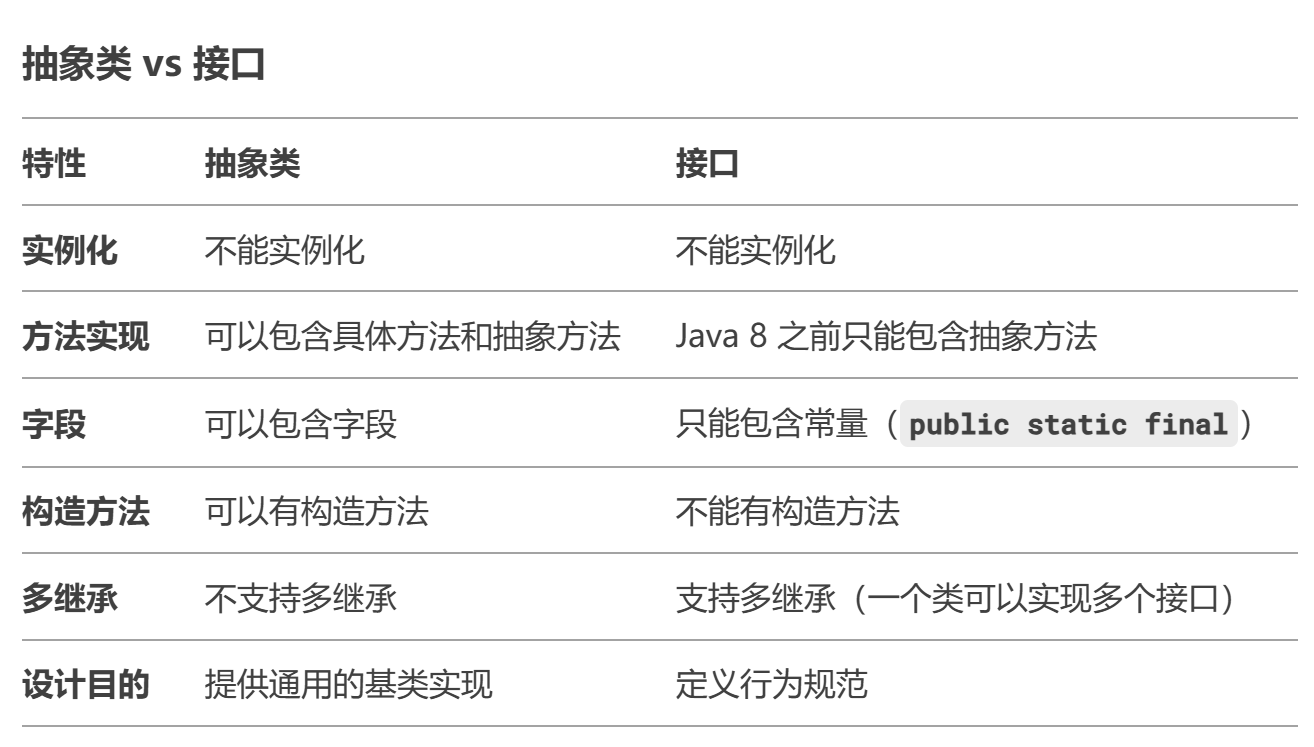 抽象类 vs 接口
特性 抽象类 接口
实例化 不能实例化 不能实例化
方法实现 可以包含具体方法和抽象方法 Java 8 之前只能包含抽象方法
字段 可以包含字段 只能包含常量（public static final）
构造方法 可以有构造方法 不能有构造方法
多继承 不支持多继承 支持多继承（一个类可以实现多个接口）
设计目的 提供通用的基类实现 定义行为规范